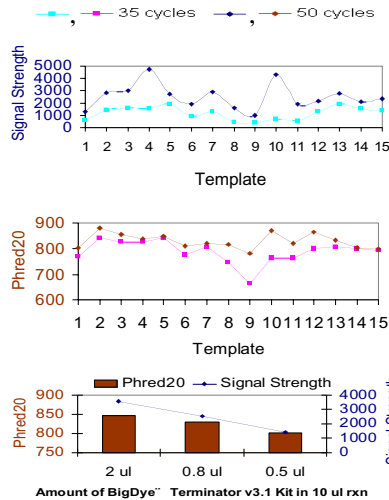 , 35 cycles , 50 cycles
Signal Strength
5000
4000
3000
2000
1000
0
1 2 3 4 5 6 7 8 9 10 11 12 13 14 15
Template
Phred20
900
800
700
600
1 2 3 4 5 6 7 8 9 10 11 12 13 14 15
Template
Phred20 Signal Strength
Phred20
900
850
800
750
4000
3000
2000
1000
0
Signal Strength
2 ul 0.8 ul 0.5 ul
Amount of BigDye¨ Terminator v3.1 Kit in 10 ul rxn